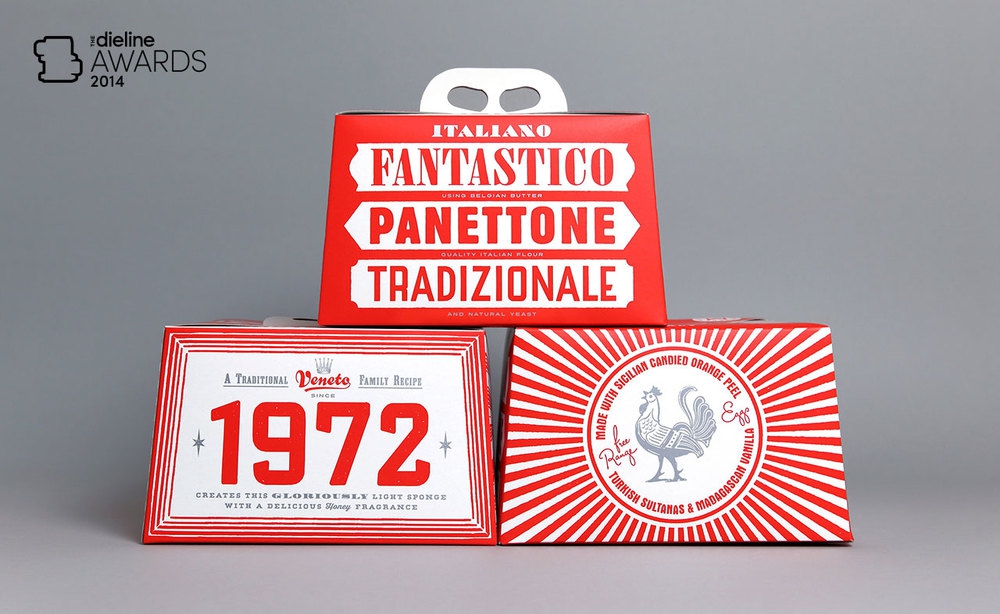 THE dieline
AWARDS
2014
ITALIANO
FANTASTICO
USING BELGIAN BUTTER
PANETTONE
QUALITY ITALIAN FLOUR
TRADIZIONALE
AND NATURAL YEAST
A TRADITIONAL Veneto FAMILY RECIPE
SINCE
1972
CREATES THIS GLORIOUSLY LIGHT SPONGE
WITH A DELICIOUS Honey FRAGRANCE
MADE WITH SICILIAN CANDIED ORANGE PEEL
Free Range
Eggs
TURKISH SULTANAS & MADAGASCAN VANILLA